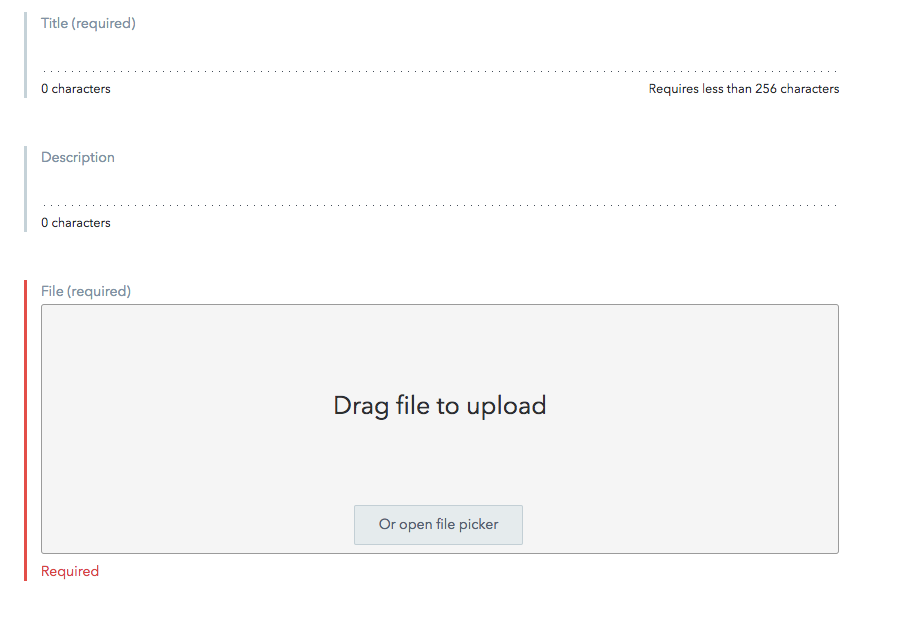 Title (required)
0 characters Requires less than 256 characters
Description
0 characters
File (required)
Drag file to upload
Or open file picker
Required